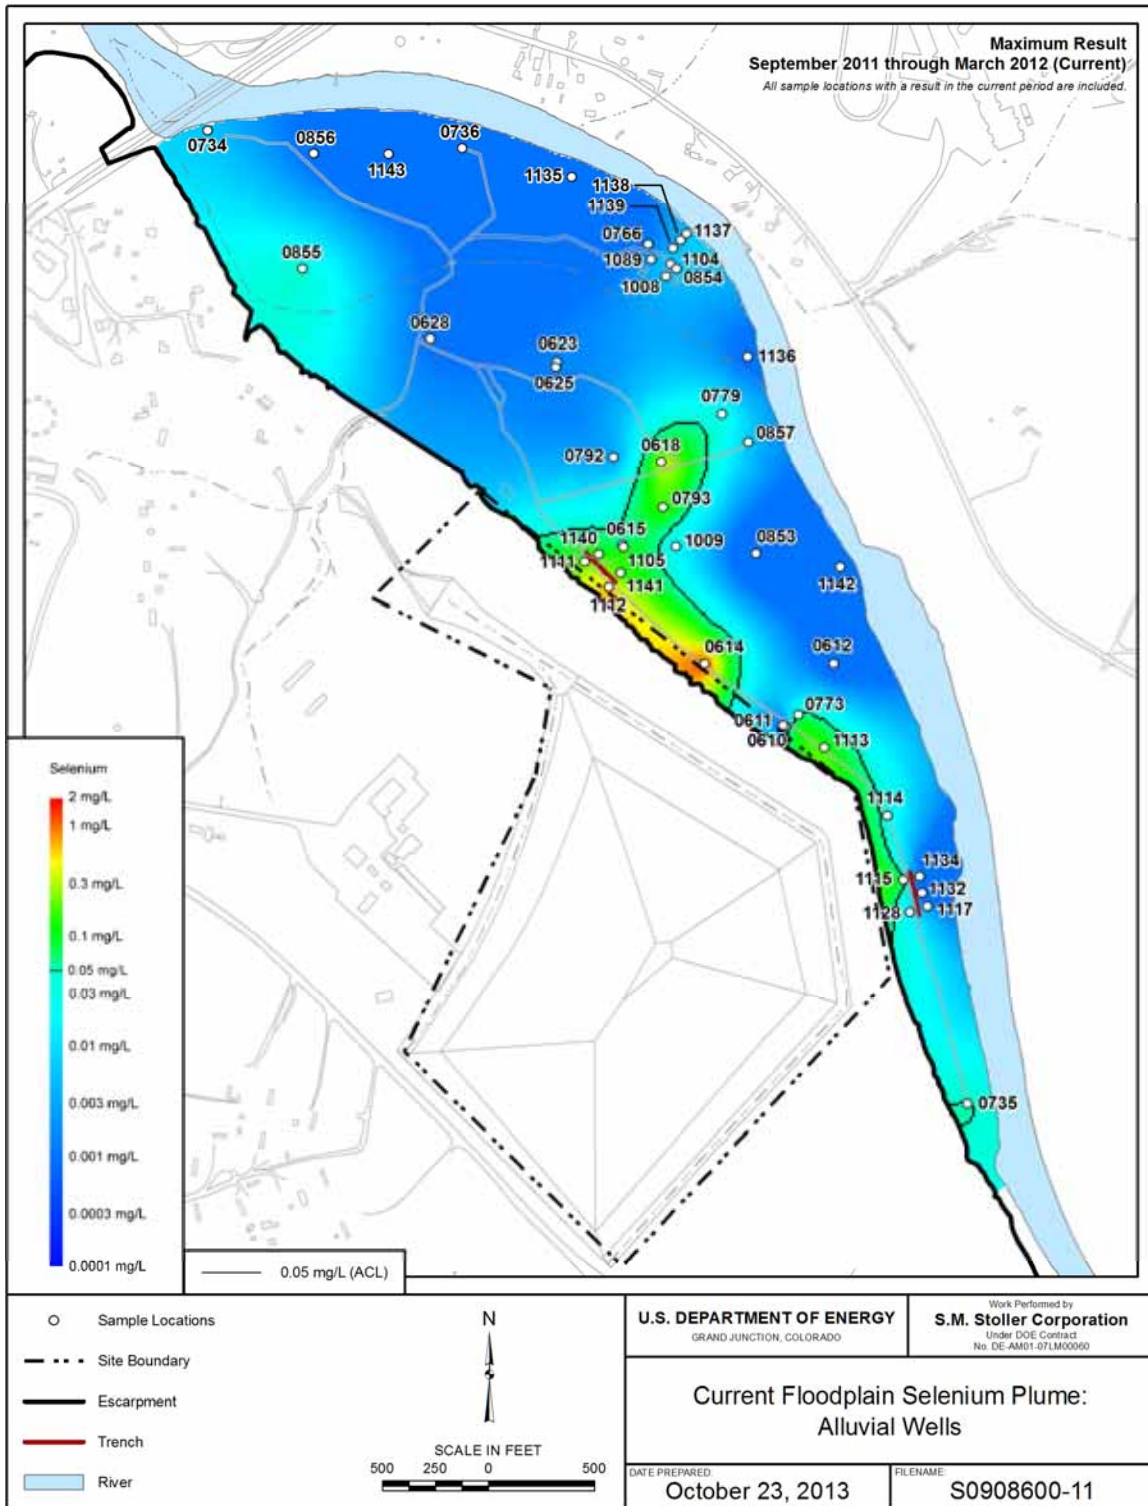 Maximum Result
September 2011 through March 2012 (Current)
All sample locations with a result in the current period are included.
0734
0856
1143
0736
1135
1138
1139
1137
0766
1089
1104
0854
1008
0855
0628
0623
0625
1136
0779
0857
0618
0792
0793
1140
0615
1009
0853
1111
1105
1142
1141
1112
0614
0612
0773
0611
0610
1113
1114
1134
1115
1132
1128
1117
0735
Selenium
2 mg/L
1 mg/L
0.3 mg/L
0.1 mg/L
0.05 mg/L
0.03 mg/L
0.01 mg/L
0.003 mg/L
0.001 mg/L
0.0003 mg/L
0.0001 mg/L
0.05 mg/L (ACL)
Sample Locations
Site Boundary
Escarpment
Trench
River
N
SCALE IN FEET
500 250 0 500
U.S. DEPARTMENT OF ENERGY
GRAND JUNCTION, COLORADO
Work Performed by
S.M. Stoller Corporation
Under DOE Contract
No. DE-AM01-07LM00060
Current Floodplain Selenium Plume:
Alluvial Wells
DATE PREPARED:
October 23, 2013
FILENAME:
S0908600-11